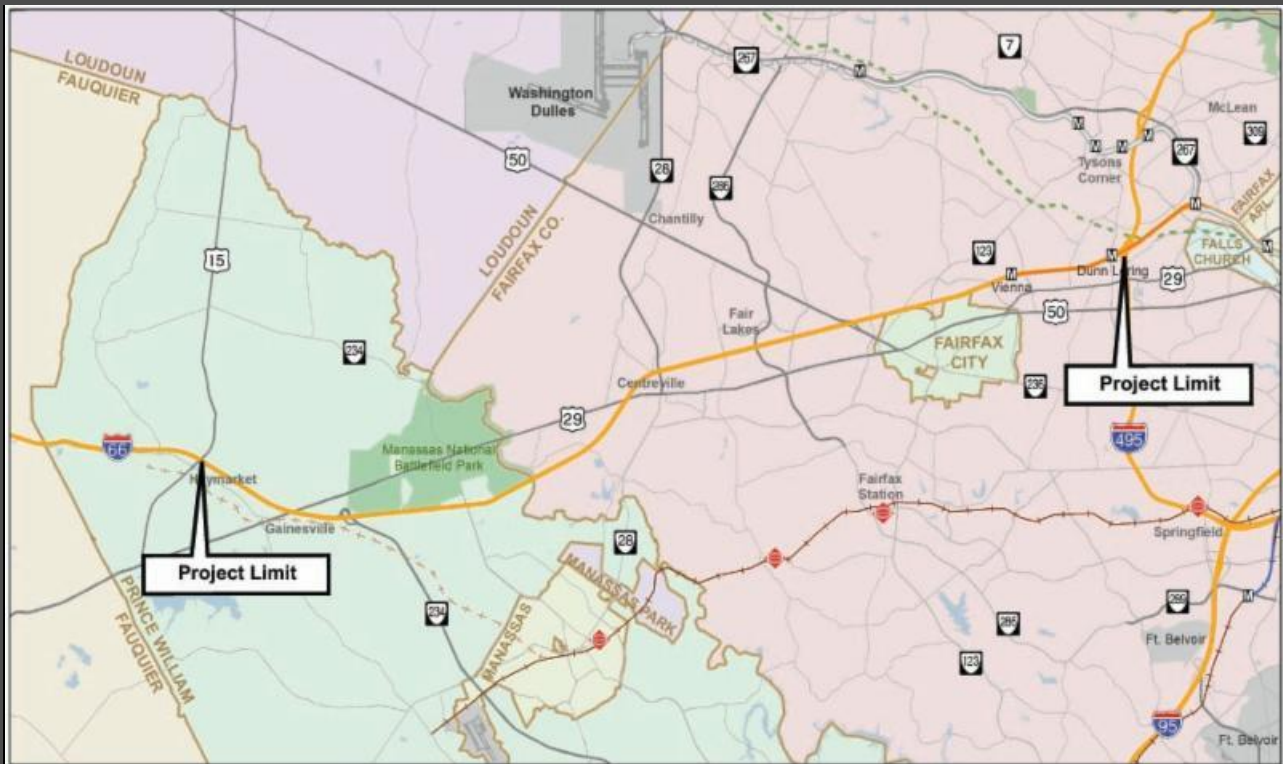 LOUDOUN
FAUQUIER
Washington
Dulles
267
7
McLean
309
M
M
M
M
M
Tysons
Corner
267
50
28
286
Chantilly
LOUDOUN
FAIRFAX CO.
FAIRFAX
ARL.
M
FALLS
CHURCH
M
15
123
M
Dunn Loring
M
Vienna
29
50
Fair
Lakes
FAIRFAX
CITY
234
Centreville
236
Project Limit
29
495
66
Manassas National
Battlefield Park
Haymarket
Fairfax
Station
Gainesville
Springfield
28
Project Limit
MANASSAS PARK
PRINCE WILLIAM
FAUQUIER
234
MANASSAS
289
M
286
Ft. Belvoir
123
95
Ft. Belvoir